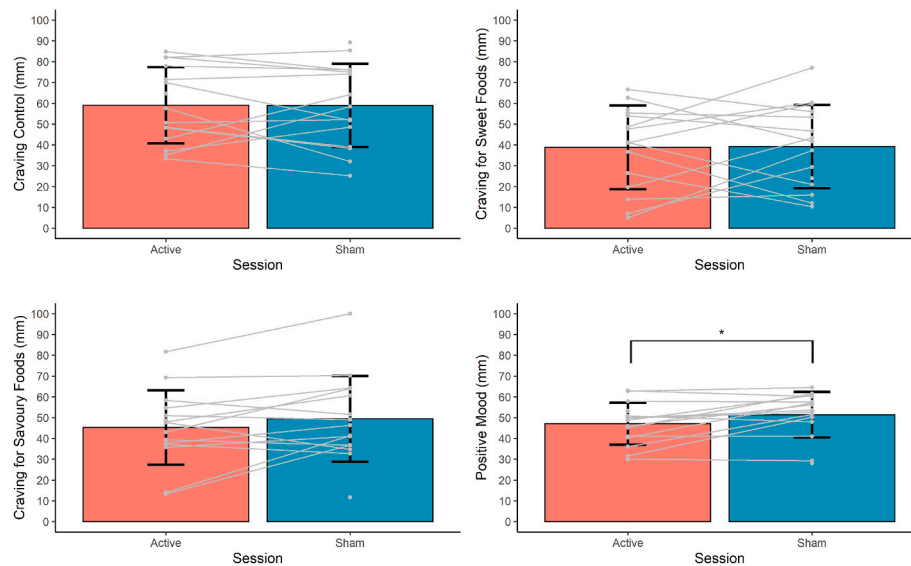 Craving Control (mm)
100
90
80
70
60
50
40
30
20
10
0
Active
Sham
Session
Craving for Sweet Foods (mm)
100
90
80
70
60
50
40
30
20
10
0
Active
Sham
Session
Craving for Savoury Foods (mm)
100
90
80
70
60
50
40
30
20
10
0
Active
Sham
Session
Positive Mood (mm)
100
90
80
70
60
50
40
30
20
10
0
*
Active
Sham
Session